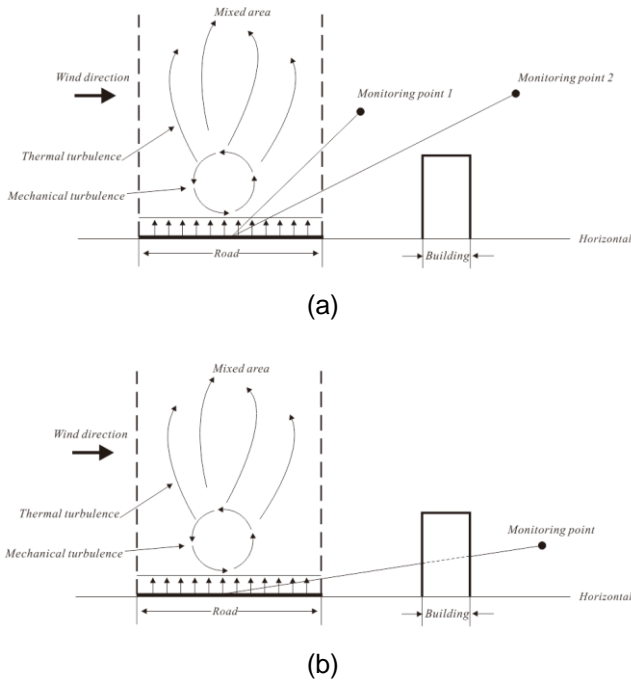 Mixed area
Wind direction
Monitoring point 2
Monitoring point 1
Thermal turbulence
Mechanical turbulence
Road
Building
Horizontal
(a)
Mixed area
Wind direction
Thermal turbulence
Monitoring point
Mechanical turbulence
Road
Building
Horizontal
(b)